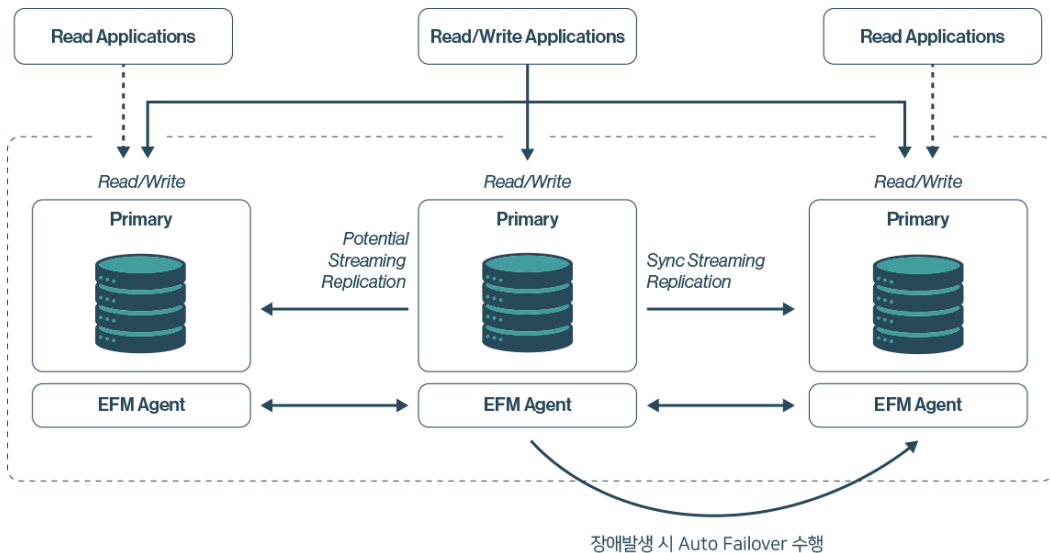 Read Applications
Read/Write Applications
Read Applications
Read/Write
Read/Write
Read/Write
Primary
Potential
Streaming
Replication
Primary
Sync Streaming
Replication
Primary
EFM Agent
EFM Agent
EFM Agent
장애발생 시 Auto Failover 수행